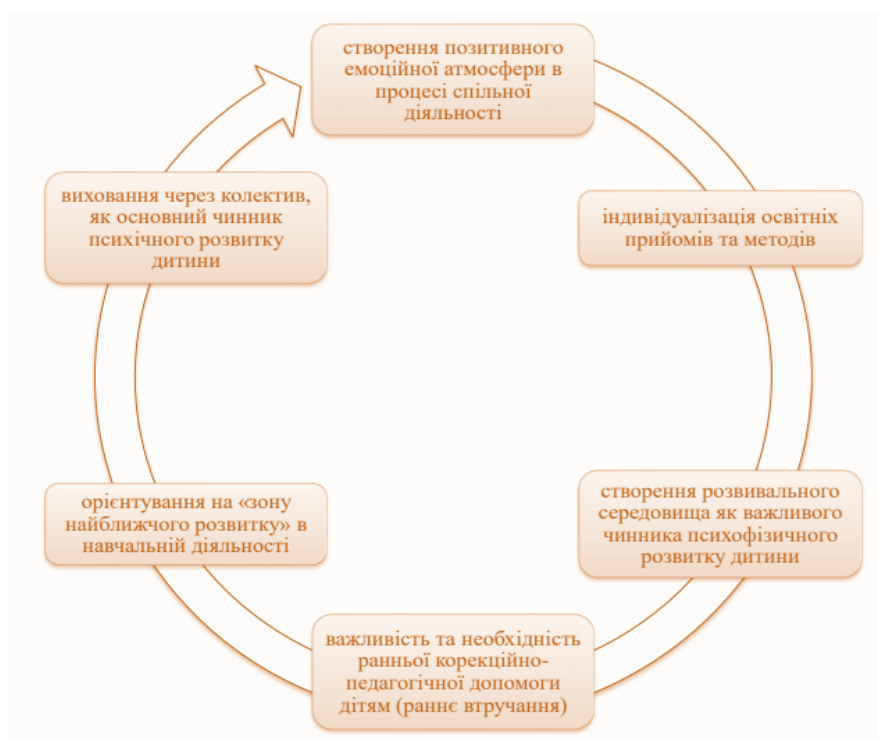 створення позитивного
емоційної атмосфери в
процесі спільної
діяльності
індивідуалізація освітніх
прийомів та методів
створення розвивального
середовища як важливого
чинника психофізичного
розвитку дитини
важливість та необхідність
ранньої корекційно-
педагогічної допомоги
дітям (раннє втручання)
орієнтування на «зону
найближчого розвитку» в
навчальній діяльності
виховання через колектив,
як основний чинник
психічного розвитку
дитини